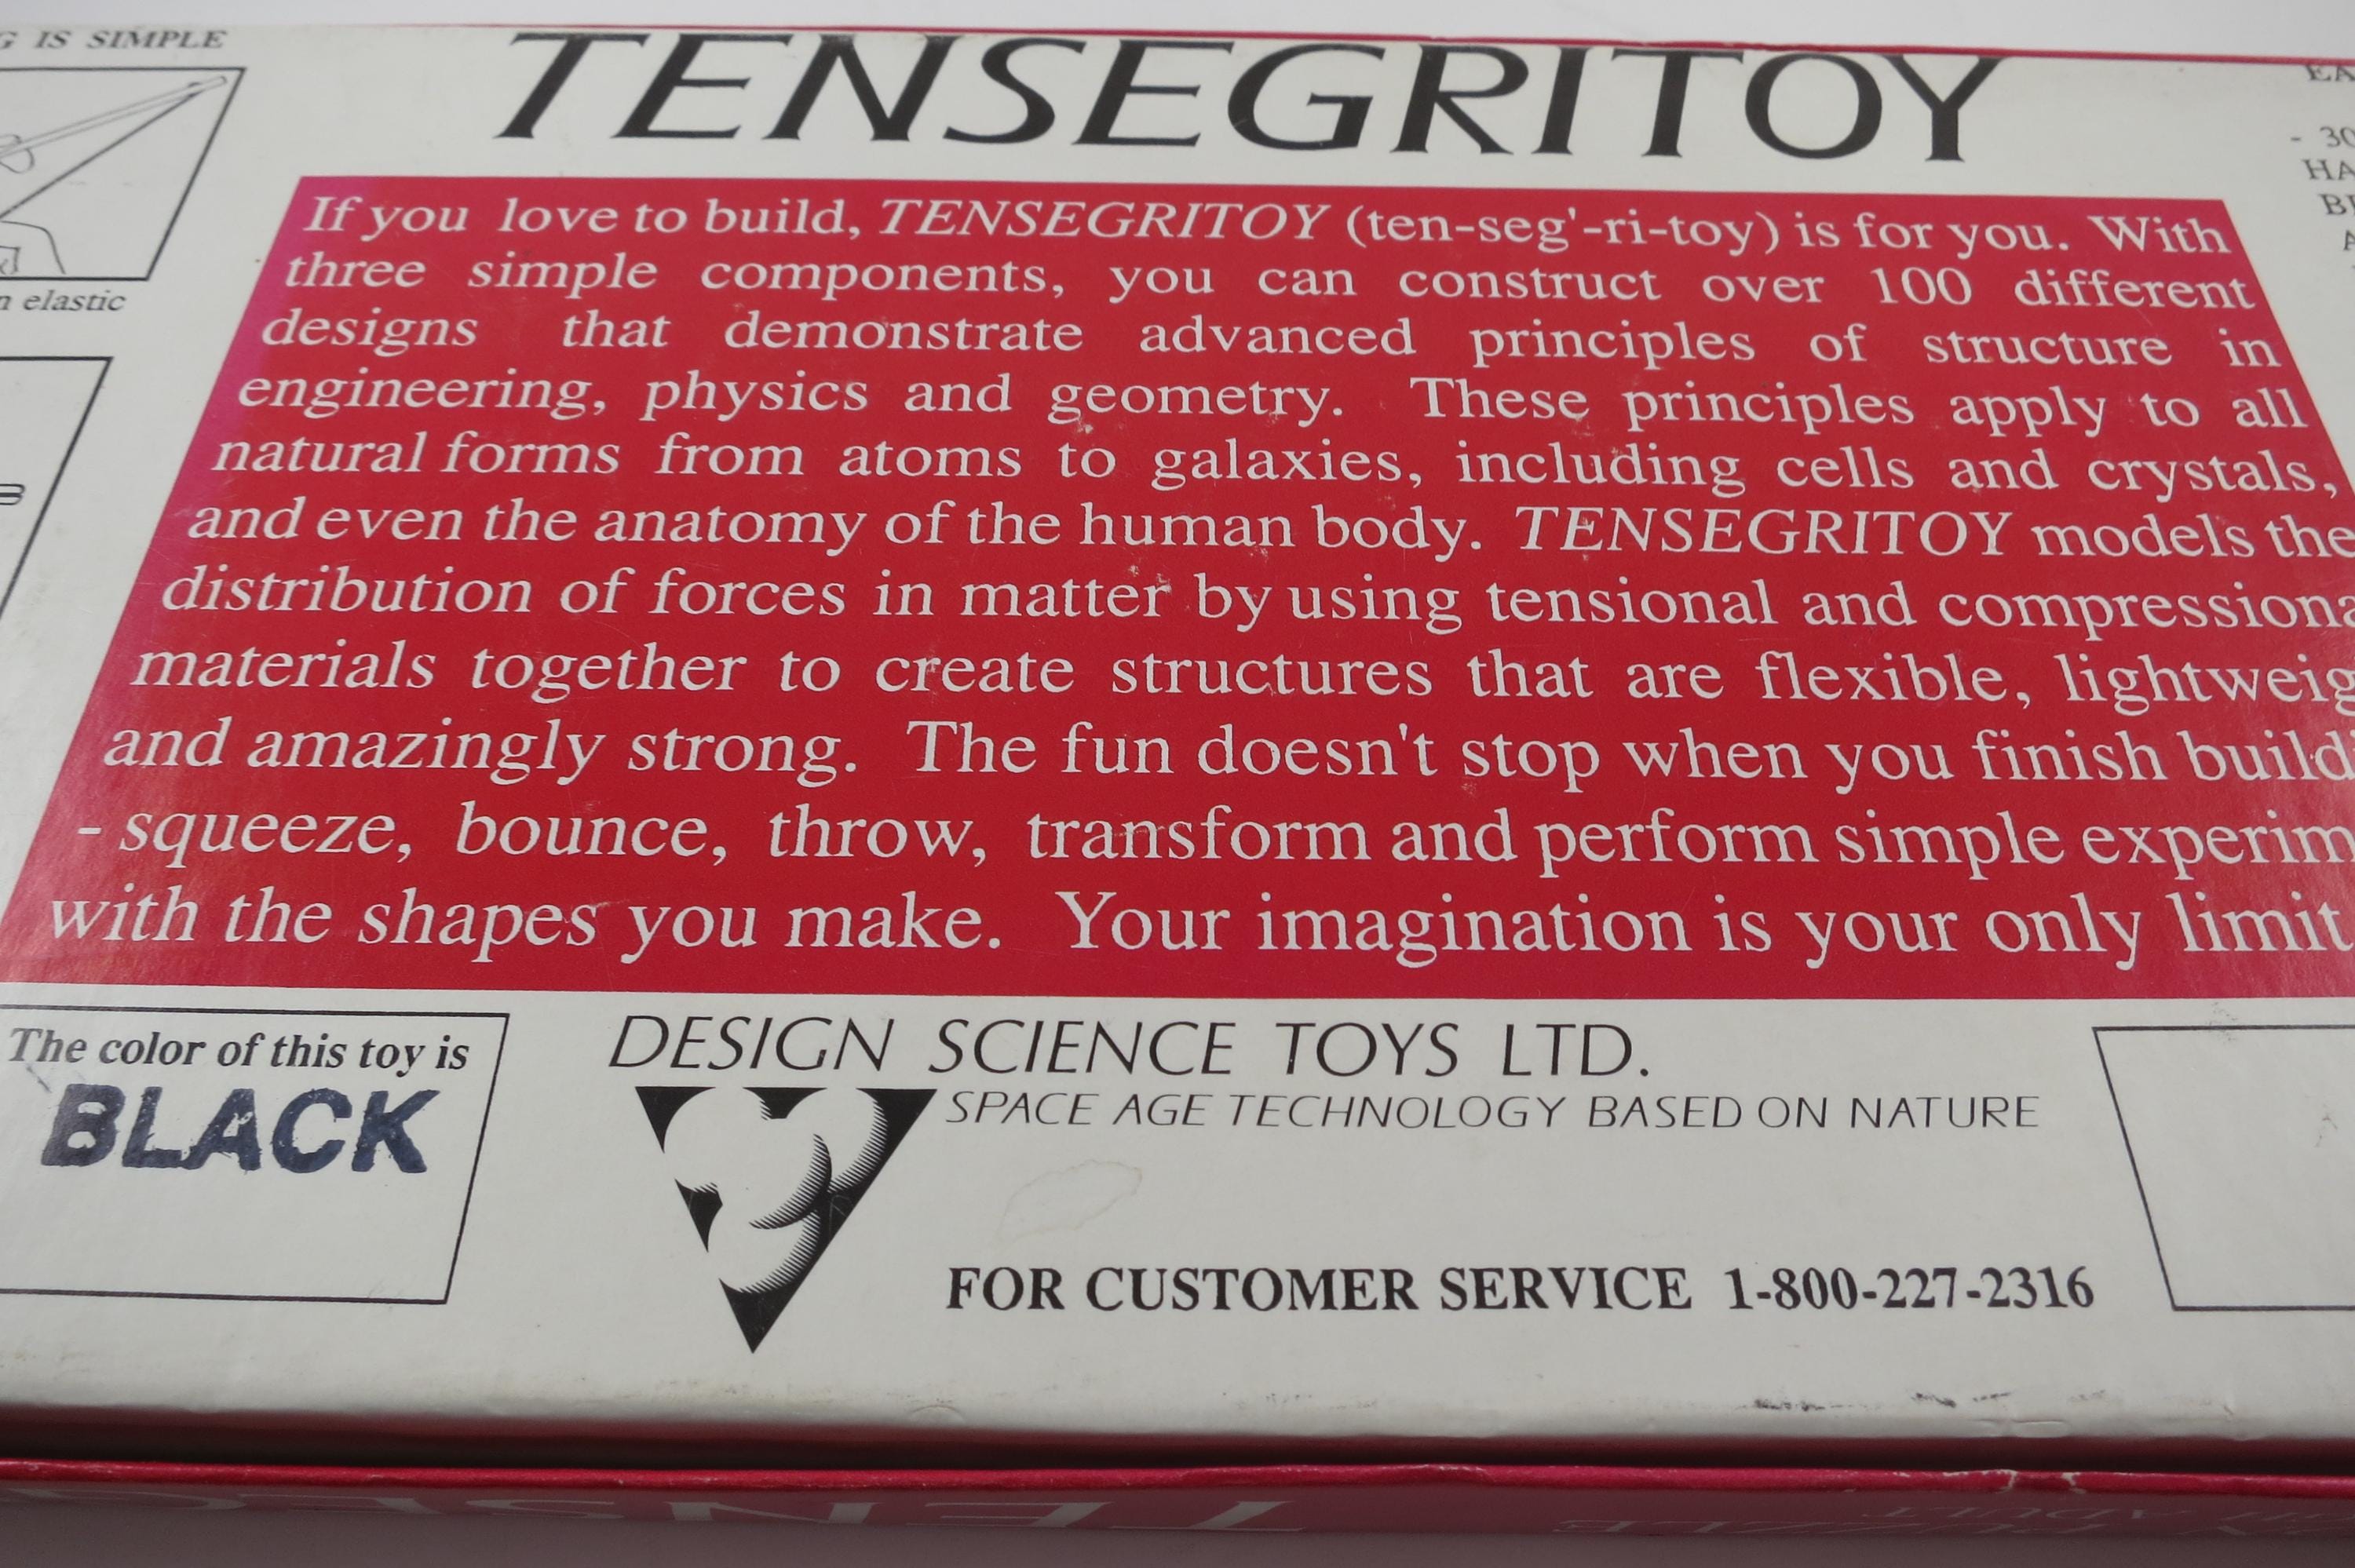 IS SIMPLE
TENSEGRITOY
elastic
If you love to build, TENSEGRITOY (ten-seg'-ri-toy) is for you. With
three simple components, you can construct over 100 different
designs that demonstrate advanced principles of structure in
engineering, physics and geometry. These principles apply to all
natural forms from atoms to galaxies, including cells and crystals,
and even the anatomy of the human body. TENSEGRITOY models the
distribution of forces in matter by using tensional and
materials together to create structures that are flexible,
and amazingly strong. The fun doesn't stop when you finish
- squeeze, bounce, throw, transform and perform simple
with the shapes you make. Your imagination is your only limit
The color of this toy is
BLACK
DESIGN SCIENCE TOYS LTD.
SPACE AGE TECHNOLOGY BASED ON NATURE
FOR CUSTOMER SERVICE 1-800-227-2316